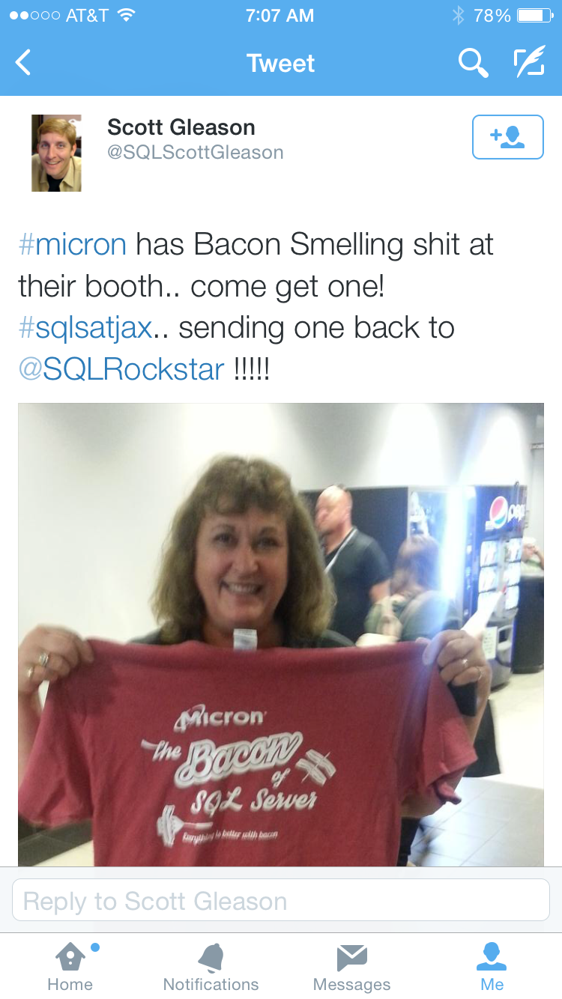 AT&T 7:07 AM 78%
Tweet
Scott Gleason
@SQLScottGleason
#micron has Bacon Smelling shit at
their booth.. come get one!
#sqlsatjax.. sending one back to
@SQLRockstar !!!!!
pepsi
Micron
The Bacon
of
SQL Server
Everything is better with bacon
Reply to Scott Gleason
Home Notifications Messages Me